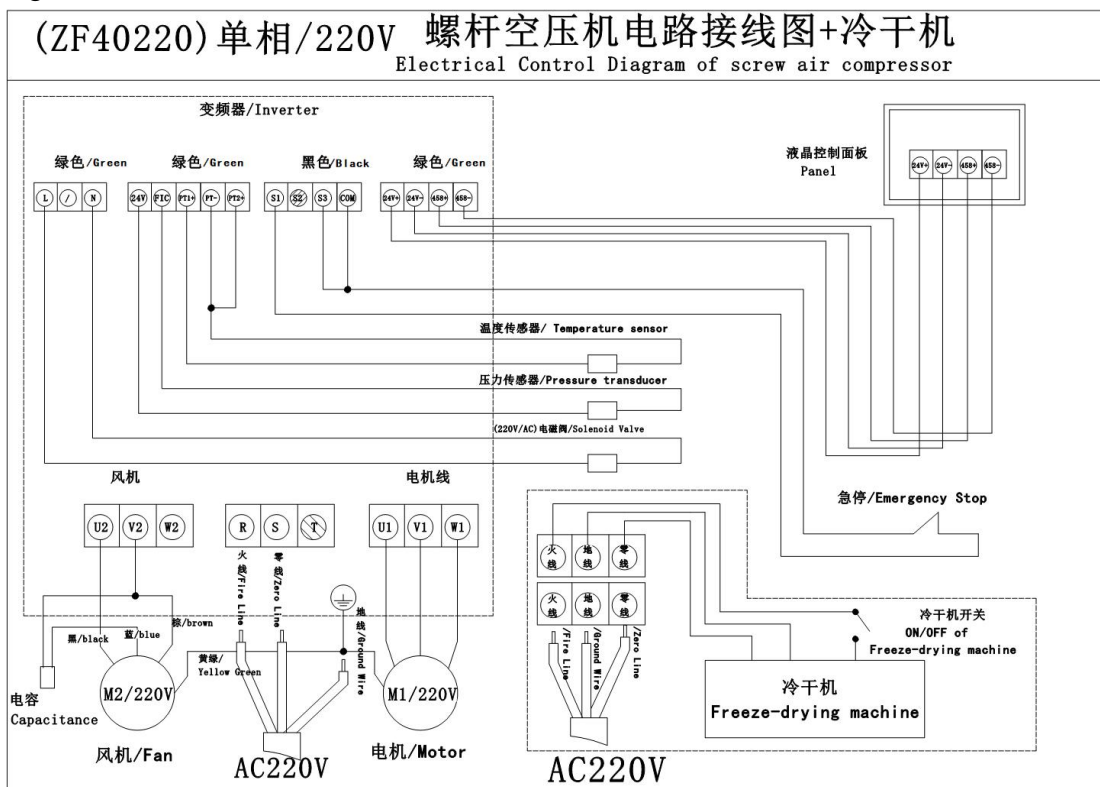 (ZF40220)单相/220V 螺杆空压机电路接线图+冷干机
Electrical Control Diagram of screw air compressor
变频器/Inverter
绿色/Green 绿色/Green 黑色/Black 绿色/Green
L / N 24V FIC PT1+ PT- PT2+ S1 S2 S3 COM 24V+ 24V- 458+ 458-
液晶控制面板
Panel
24V+ 24V- 458+ 458-
温度传感器/ Temperature sensor
压力传感器/Pressure transducer
(220V/AC)电磁阀/Solenoid Valve
风机 电机线
急停/Emergency Stop
U2 V2 W2 R S T U1 V1 W1
火线/Fire Line
零线/Zero Line
地线/Ground Wire
黑/black 蓝/blue 棕/brown
黄绿/
Yellow Green
电容
Capacitance
M2/220V
M1/220V
风机/Fan
AC220V
电机/Motor
火线 地线 零线
火线 地线 零线
/Fire Line /Ground Wire /Zero Line
AC220V
冷干机开关
ON/OFF of
Freeze-drying machine
冷干机
Freeze-drying machine